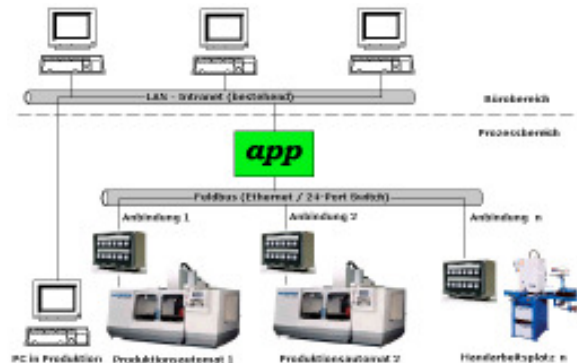 LAN - Intranet (bestehend)
Bürobereich
Prozessbereich
app
Feldbus (Ethernet / 24-Port Switch)
Anbindung 1
Anbindung 2
Anbindung n
PC in Produktion
Produktionsautomat 1
Produktionsautomat 2
Handarbeitsplatz n